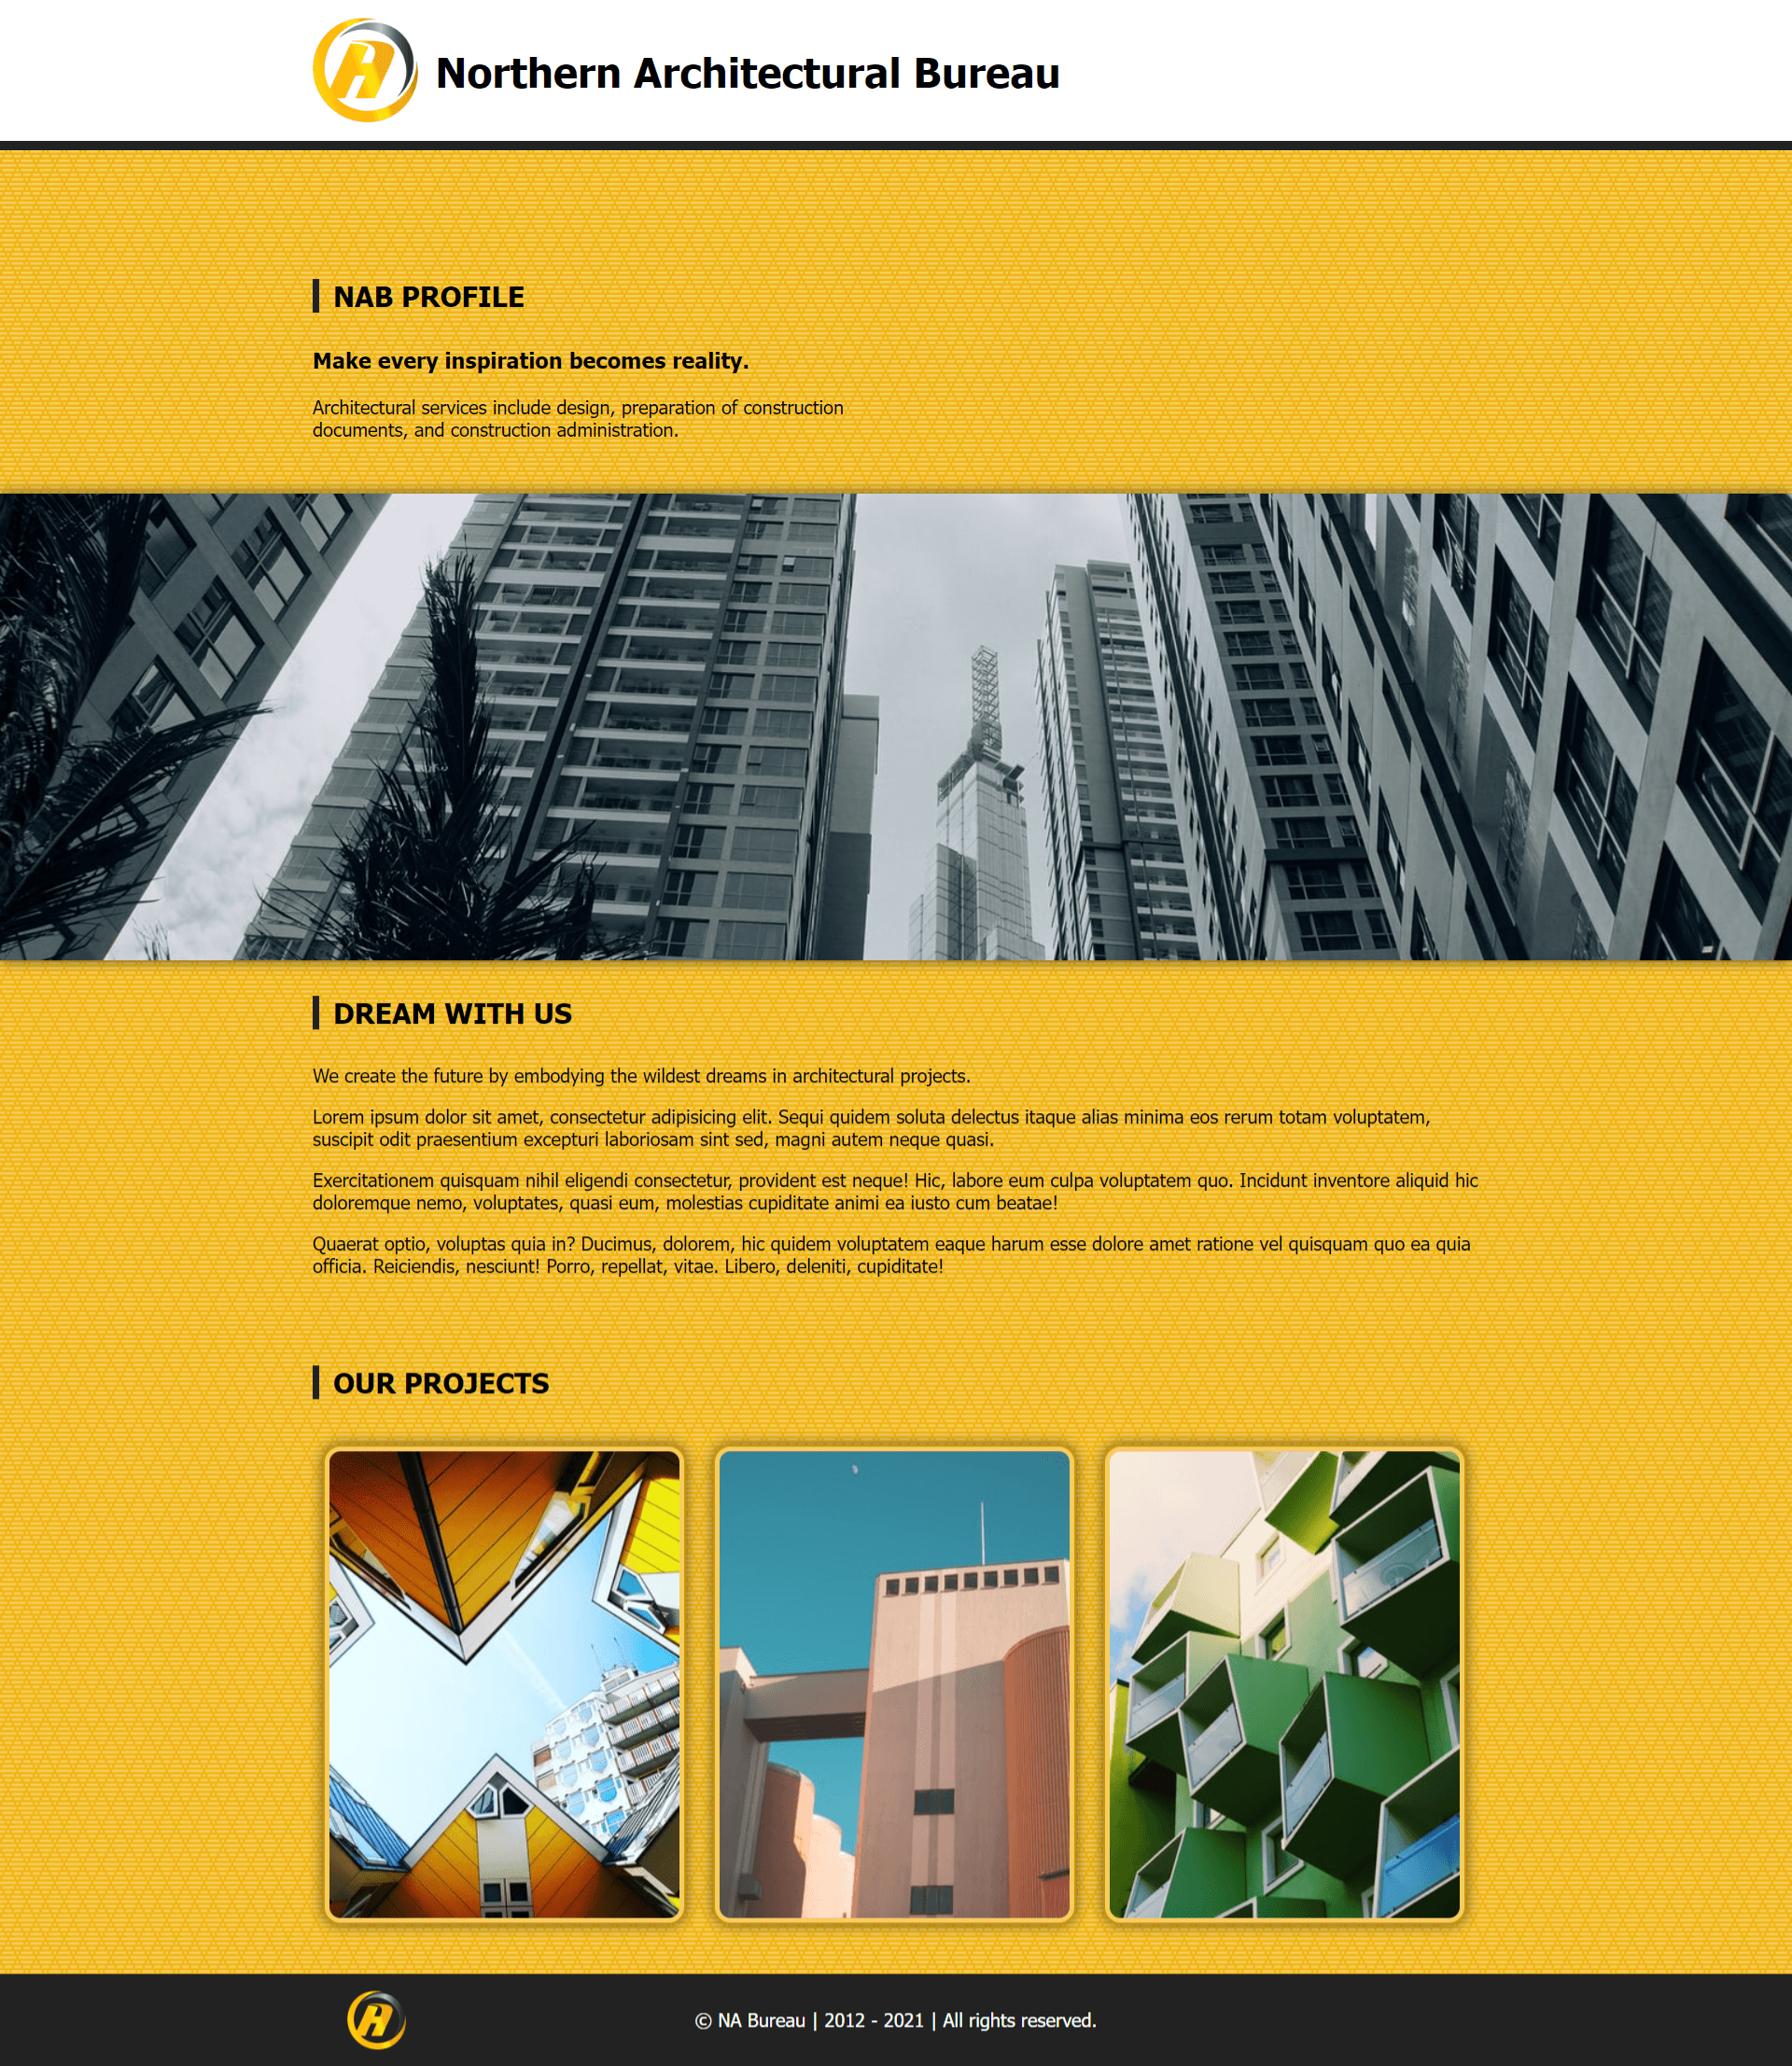 Northern Architectural Bureau
NAB PROFILE
Make every inspiration becomes reality.
Architectural services include design, preparation of construction
documents, and construction administration.
DREAM WITH US
We create the future by embodying the wildest dreams in architectural projects.
Lorem ipsum dolor sit amet, consectetur adipisicing elit. Sequi quidem soluta delectus itaque alias minima eos rerum totam voluptatem,
suscipit odit praesentium excepturi laboriosam sint sed, magni autem neque quasi.
Exercitationem quisquam nihil eligendi consectetur, provident est neque! Hic, labore eum culpa voluptatem quo. Incidunt inventore aliquid hic
doloremque nemo, voluptates, quasi eum, molestias cupiditate animi ea iusto cum beatae!
Quaerat optio, voluptas quia in? Ducimus, dolorem, hic quidem voluptatem eaque harum esse dolore amet ratione vel quisquam quo ea quia
officia. Reiciendis, nesciunt! Porro, repellat, vitae. Libero, deleniti, cupiditate!
OUR PROJECTS
© NA Bureau | 2012 - 2021 | All rights reserved.